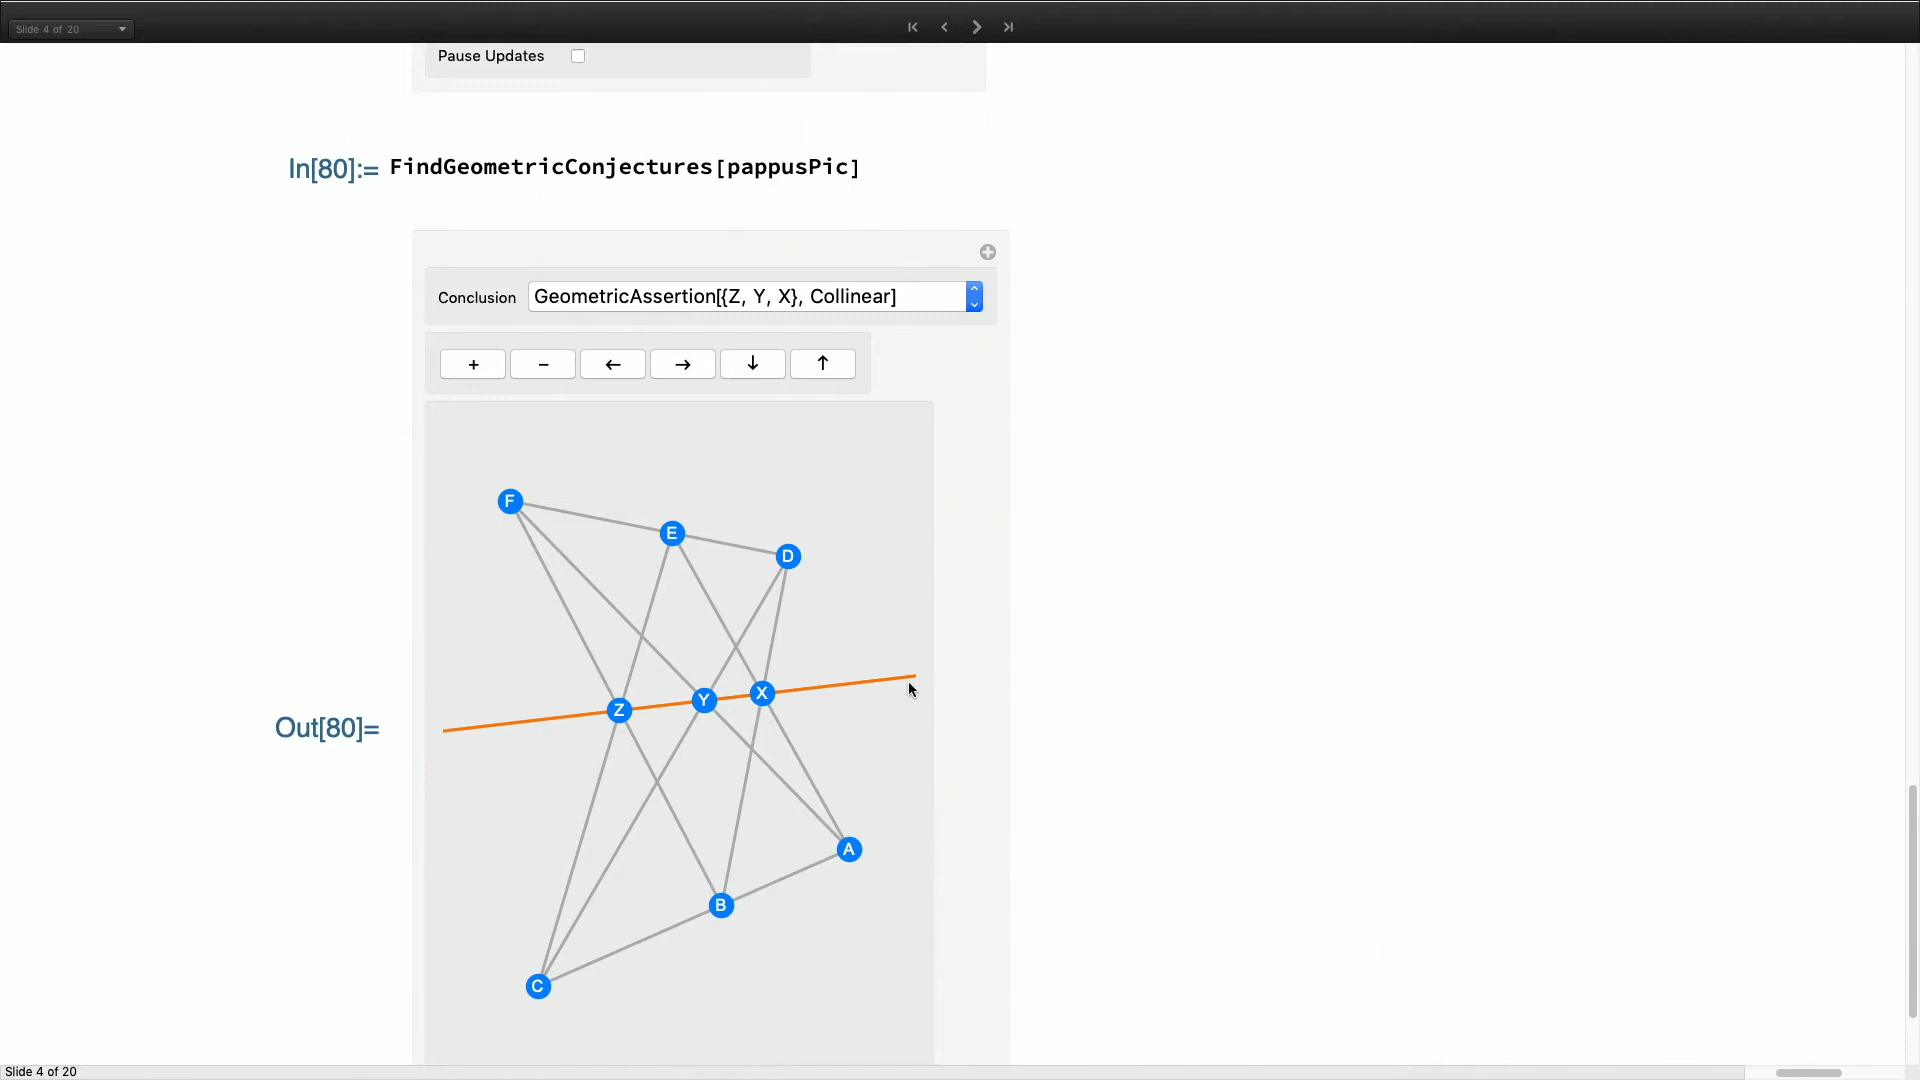 Slide 4 of 20
Pause Updates
In[80]:= FindGeometricConjectures[pappusPic]
Conclusion GeometricAssertion[{Z, Y, X}, Collinear]
+ − ← → ↓ ↑
F
E
D
X
Y
Z
Out[80]=
A
B
C
Slide 4 of 20